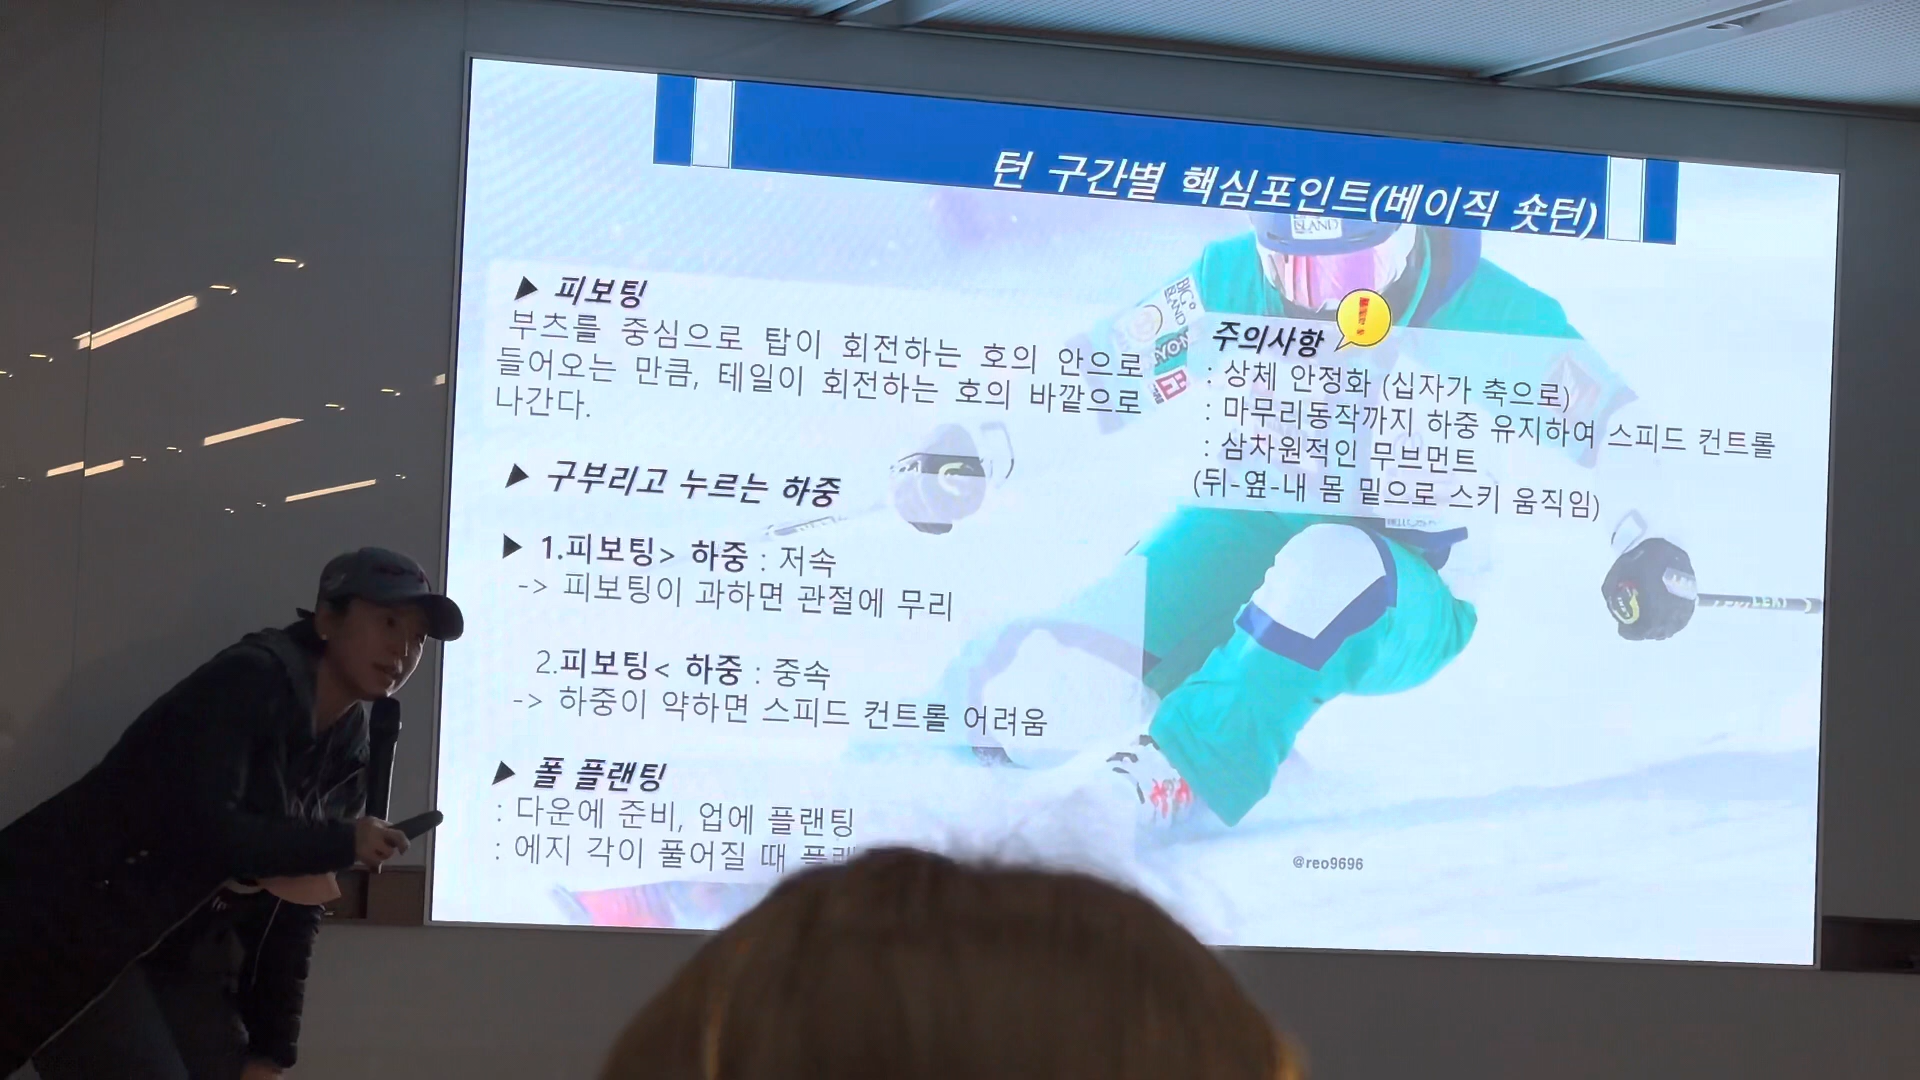 턴 구간별 핵심포인트(베이직 숏턴)
▶ 피보팅
부츠를 중심으로 탑이 회전하는 호의 안으로
들어오는 만큼, 테일이 회전하는 호의 바깥으로
나간다.
▶ 구부리고 누르는 하중
▶ 1.피보팅> 하중 : 저속
-> 피보팅이 과하면 관절에 무리
2.피보팅< 하중 : 중속
-> 하중이 약하면 스피드 컨트롤 어려움
▶ 폴 플랜팅
: 다운에 준비, 업에 플랜팅
: 에지 각이 풀어질 때
주의사항
: 상체 안정화 (십자가 축으로)
: 마무리동작까지 하중 유지하여 스피드 컨트롤
: 삼차원적인 무브먼트
(뒤-옆-내 몸 밑으로 스키 움직임)
ISLAND
BIG
ISLAND
LEKI
@reo9696